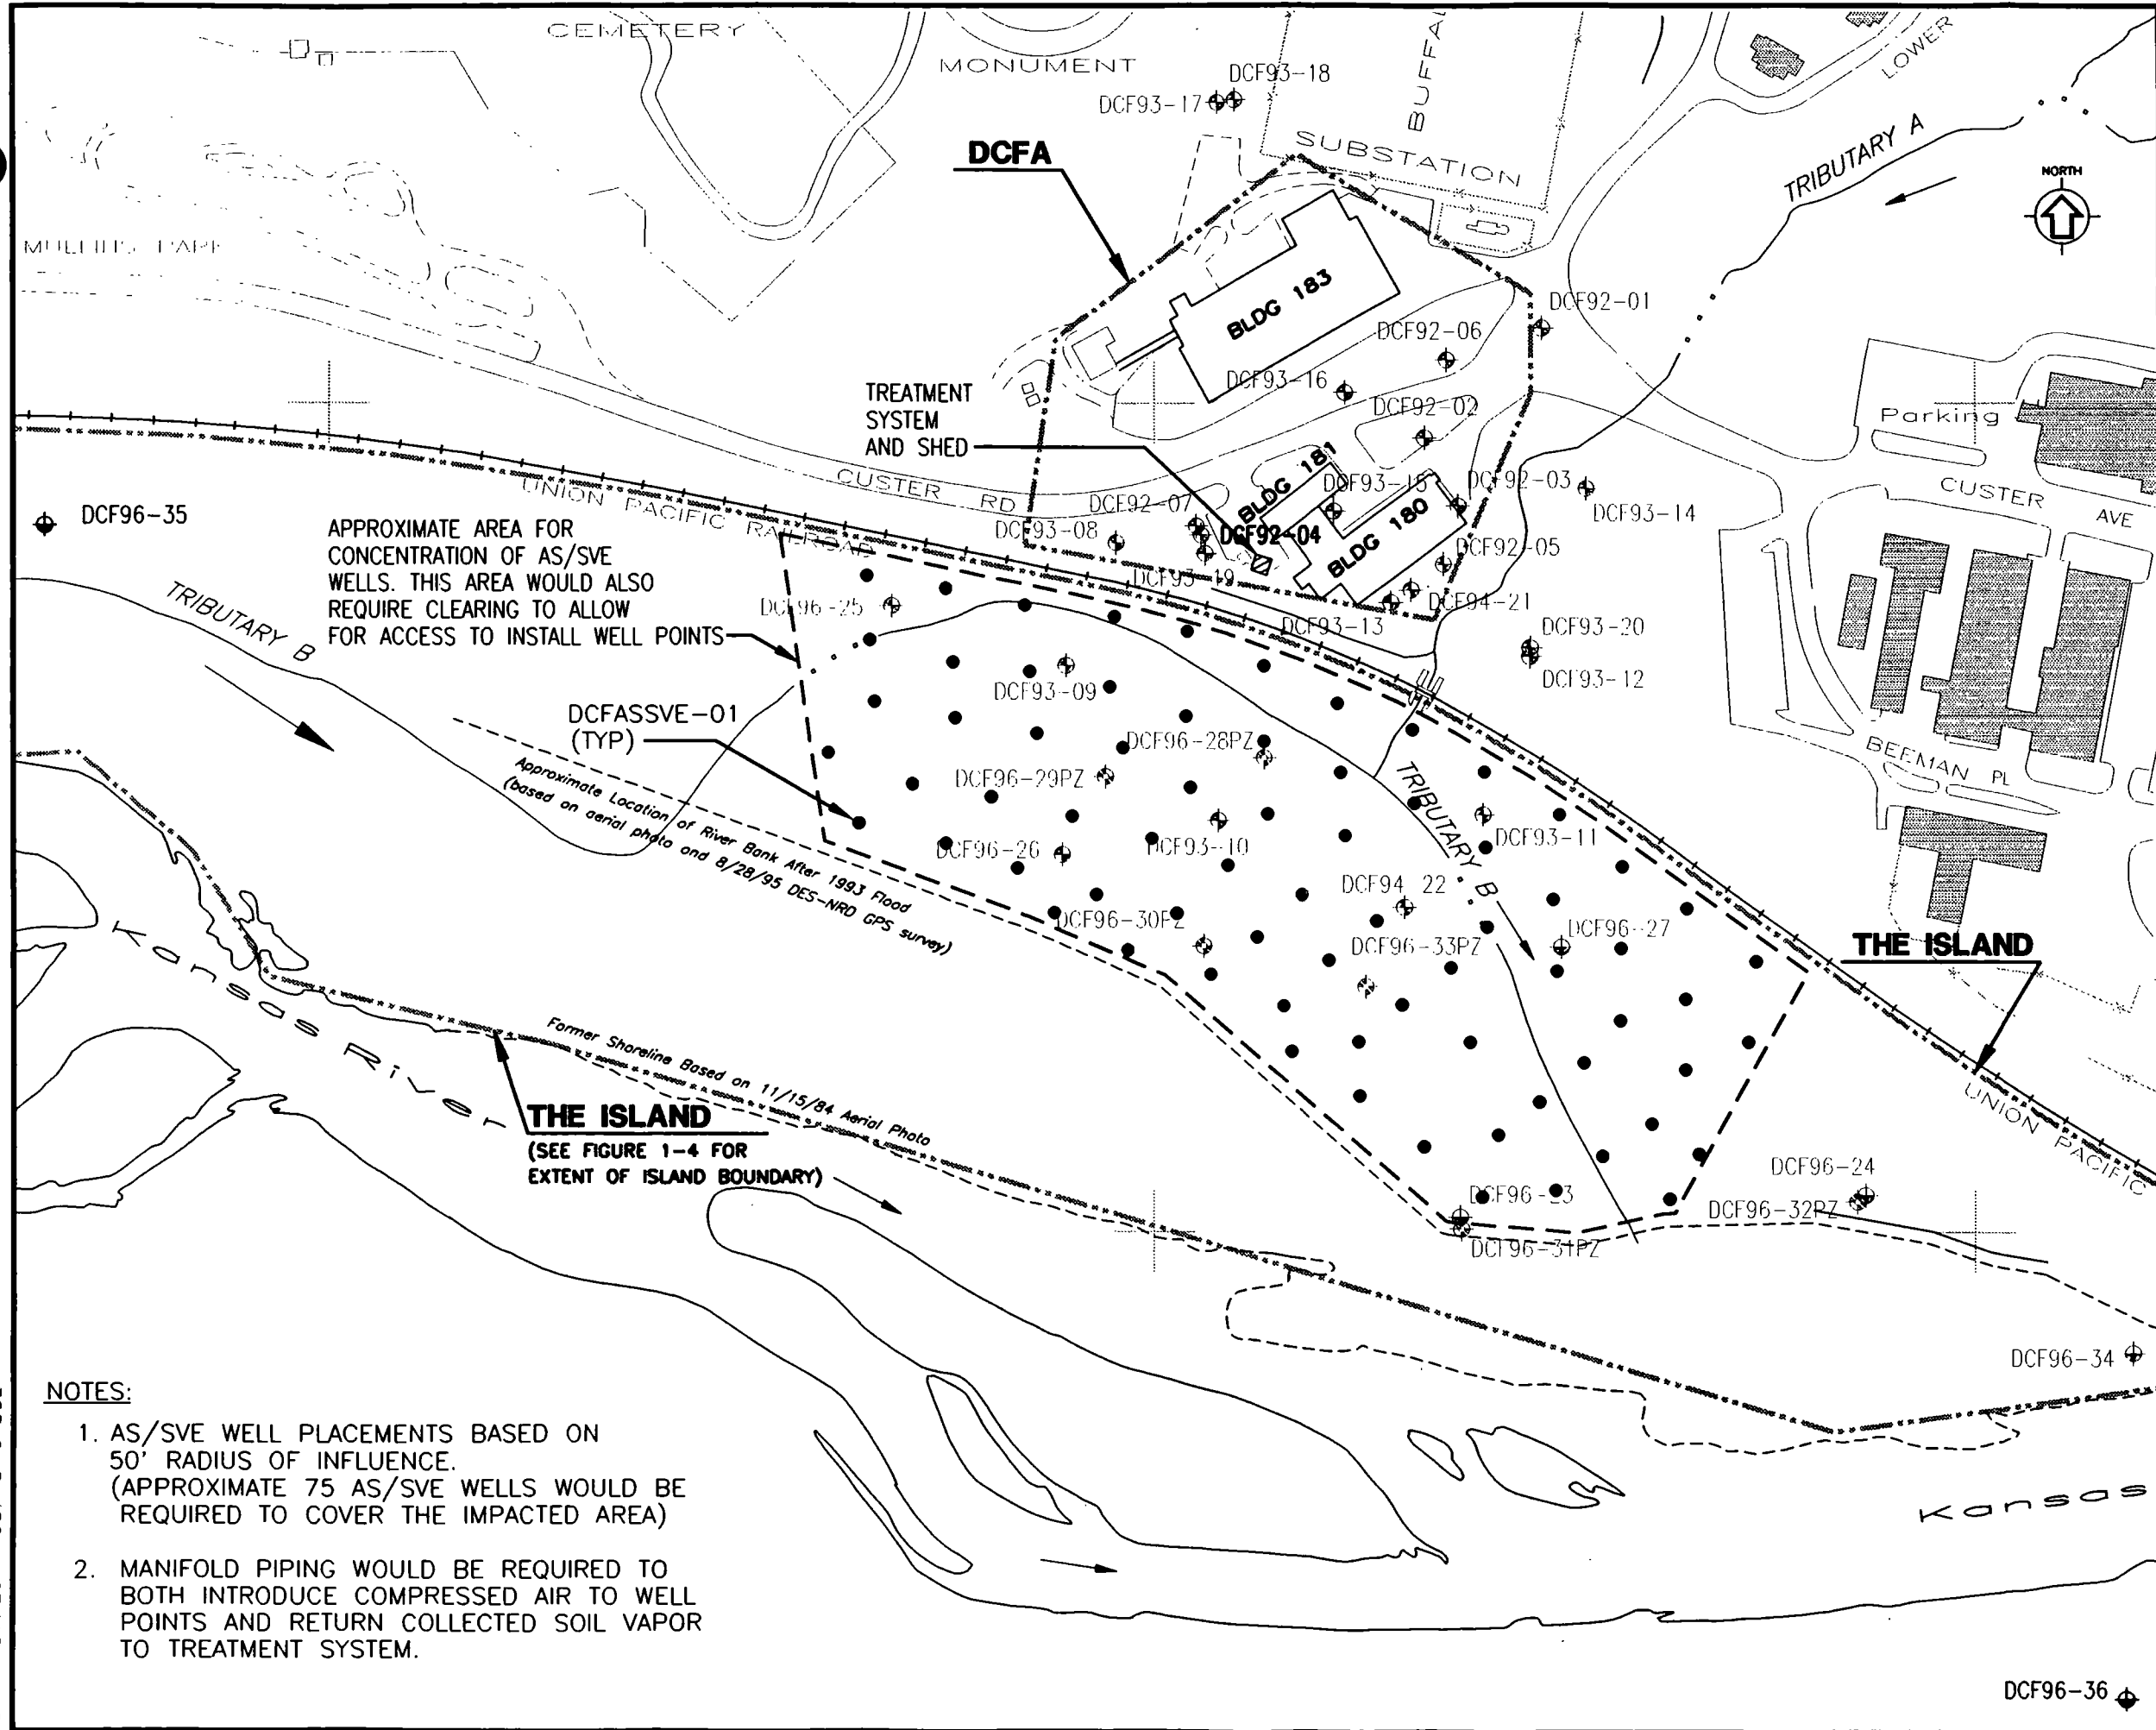 CEMETERY
MONUMENT
BUFFAL
LOWER
DCF93-18
DCF93-17
SUBSTATION
DCFA
TRIBUTARY A
NORTH
BLDG 183
DCF92-01
DCF92-06
DCF93-16
DCF92-02
TREATMENT
SYSTEM
AND SHED
Parking
CUSTER
AVE
CUSTER RD
UNION PACIFIC RAILROAD
BLDG 181
BLDG 180
DCF92-03
DCF93-14
DCF92-07
DCF93-08
DCF92-04
DCF92-05
DCF93-19
DCF94-21
DCF93-13
DCF93-20
DCF93-12
DCF96-35
APPROXIMATE AREA FOR
CONCENTRATION OF AS/SVE
WELLS. THIS AREA WOULD ALSO
REQUIRE CLEARING TO ALLOW
FOR ACCESS TO INSTALL WELL POINTS
TRIBUTARY B
DCF96-25
DCF93-09
DCFASSVE-01
(TYP)
DCF96-28PZ
DCF96-29PZ
BEEMAN PL
Approximate Location of River Bank After 1993 Flood
(based on aerial photo and 8/28/95 DES-NRD GPS survey)
TRIBUTARY B
DCF93-11
DCF96-26
DCF93-10
DCF94-22
DCF96-30PZ
DCF96-33PZ
DCF96-27
THE ISLAND
Kansas River
Former Shoreline Based on 11/15/84 Aerial Photo
THE ISLAND
(SEE FIGURE 1-4 FOR
EXTENT OF ISLAND BOUNDARY)
UNION PACIFIC
DCF96-24
DCF96-23
DCF96-32PZ
DCF96-31PZ
DCF96-34
NOTES:
1. AS/SVE WELL PLACEMENTS BASED ON
50' RADIUS OF INFLUENCE.
(APPROXIMATE 75 AS/SVE WELLS WOULD BE
REQUIRED TO COVER THE IMPACTED AREA)
Kansas
2. MANIFOLD PIPING WOULD BE REQUIRED TO
BOTH INTRODUCE COMPRESSED AIR TO WELL
POINTS AND RETURN COLLECTED SOIL VAPOR
TO TREATMENT SYSTEM.
DCF96-36